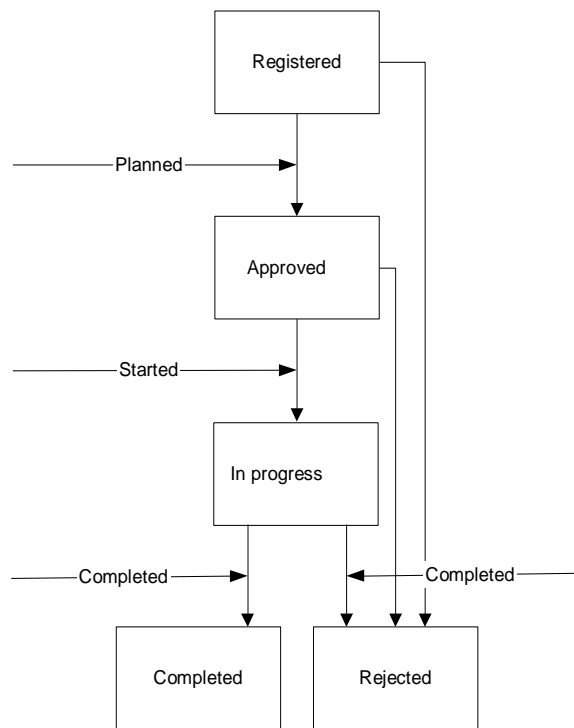 Registered
Planned
Approved
Started
In progress
Completed
Completed
Completed
Rejected